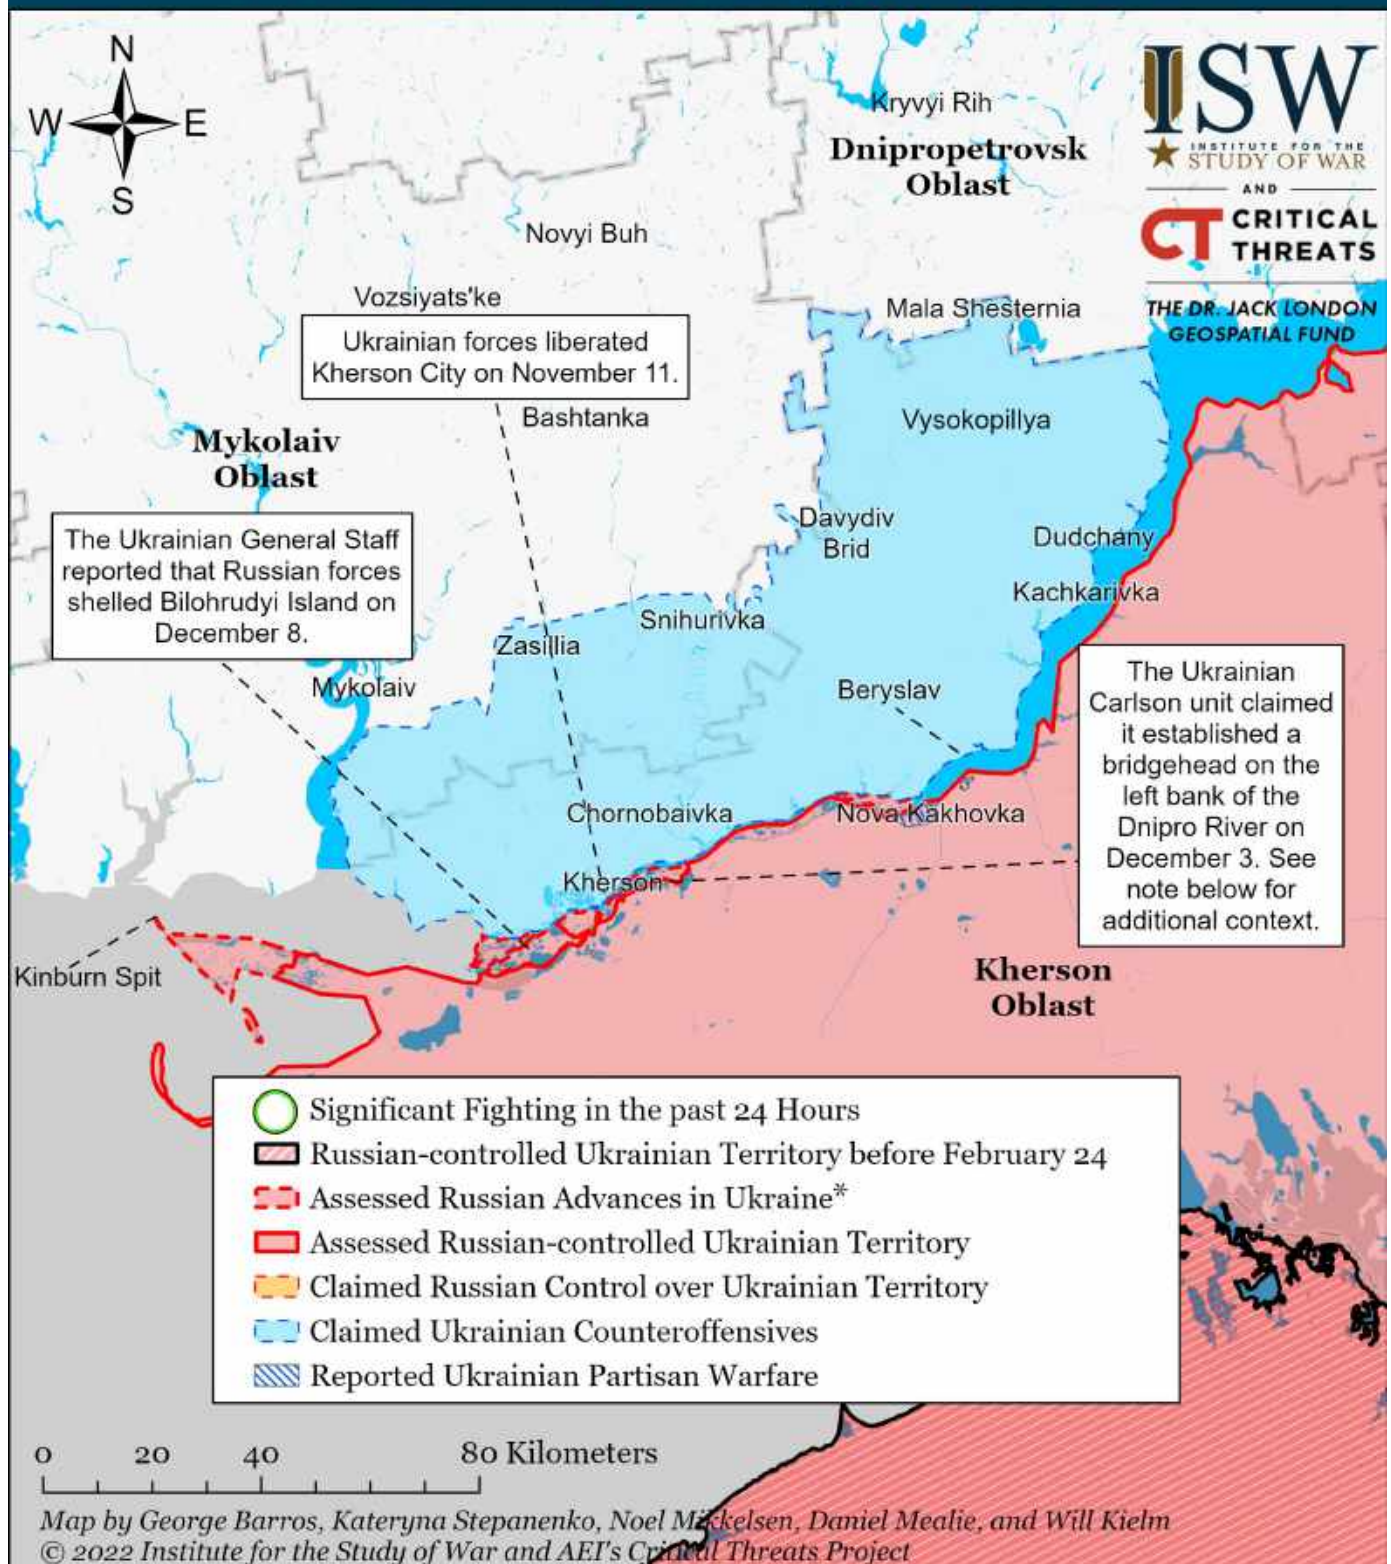 N
W E
S
ISW
INSTITUTE FOR THE
STUDY OF WAR
AND
CT CRITICAL
THREATS
THE DR. JACK LONDON
GEOSPATIAL FUND
Kryvyi Rih
Dnipropetrovsk
Oblast
Novyi Buh
Vozsiyats'ke
Mala Shesternia
Ukrainian forces liberated
Kherson City on November 11.
Bashtanka
Vysokopillya
Mykolaiv
Oblast
The Ukrainian General Staff
reported that Russian forces
shelled Bilohrudyi Island on
December 8.
Davydiv
Brid
Dudchany
Kachkarivka
Snihurivka
Zasillia
Mykolaiv
Beryslav
The Ukrainian
Carlson unit claimed
it established a
bridgehead on the
left bank of the
Dnipro River on
December 3. See
note below for
additional context.
Chornobaivka
Nova Kakhovka
Kherson
Kinburn Spit
Kherson
Oblast
Significant Fighting in the past 24 Hours
Russian-controlled Ukrainian Territory before February 24
Assessed Russian Advances in Ukraine*
Assessed Russian-controlled Ukrainian Territory
Claimed Russian Control over Ukrainian Territory
Claimed Ukrainian Counteroffensives
Reported Ukrainian Partisan Warfare
0 20 40 80 Kilometers
Map by George Barros, Kateryna Stepanenko, Noel Mikkelsen, Daniel Mealie, and Will Kielm
© 2022 Institute for the Study of War and AEI's Critical Threats Project